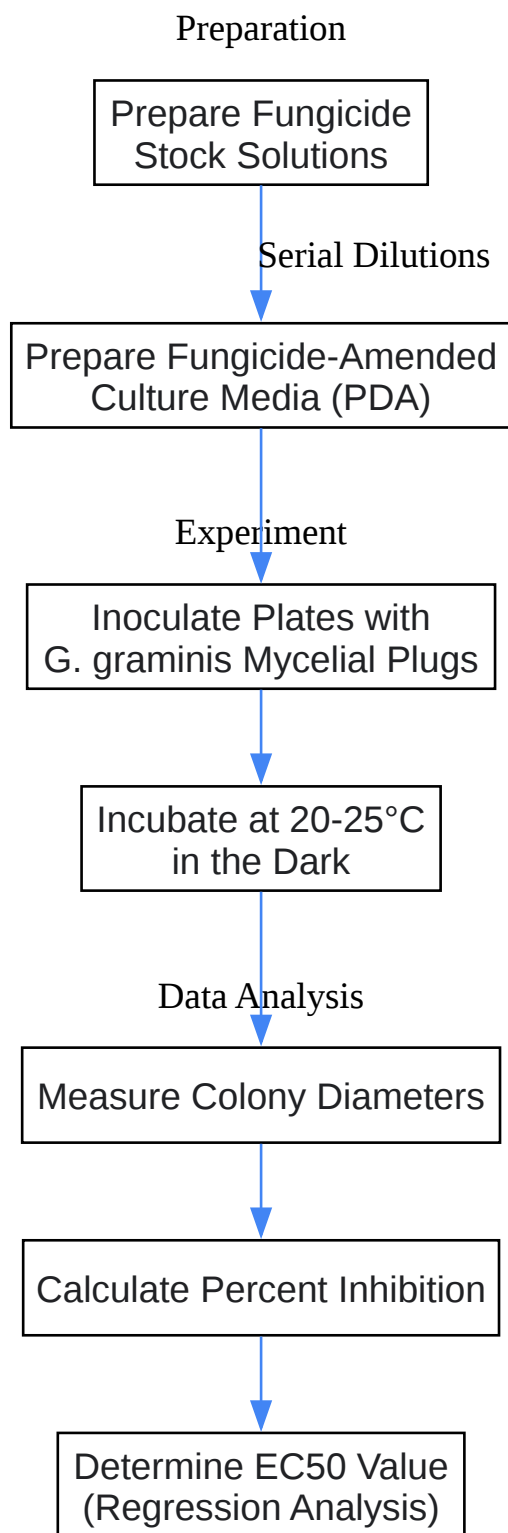 Preparation
Prepare Fungicide
Stock Solutions
Serial Dilutions
Prepare Fungicide-Amended
Culture Media (PDA)
Experiment
Inoculate Plates with
G. graminis Mycelial Plugs
Incubate at 20-25°C
in the Dark
Data Analysis
Measure Colony Diameters
Calculate Percent Inhibition
Determine EC50 Value
(Regression Analysis)